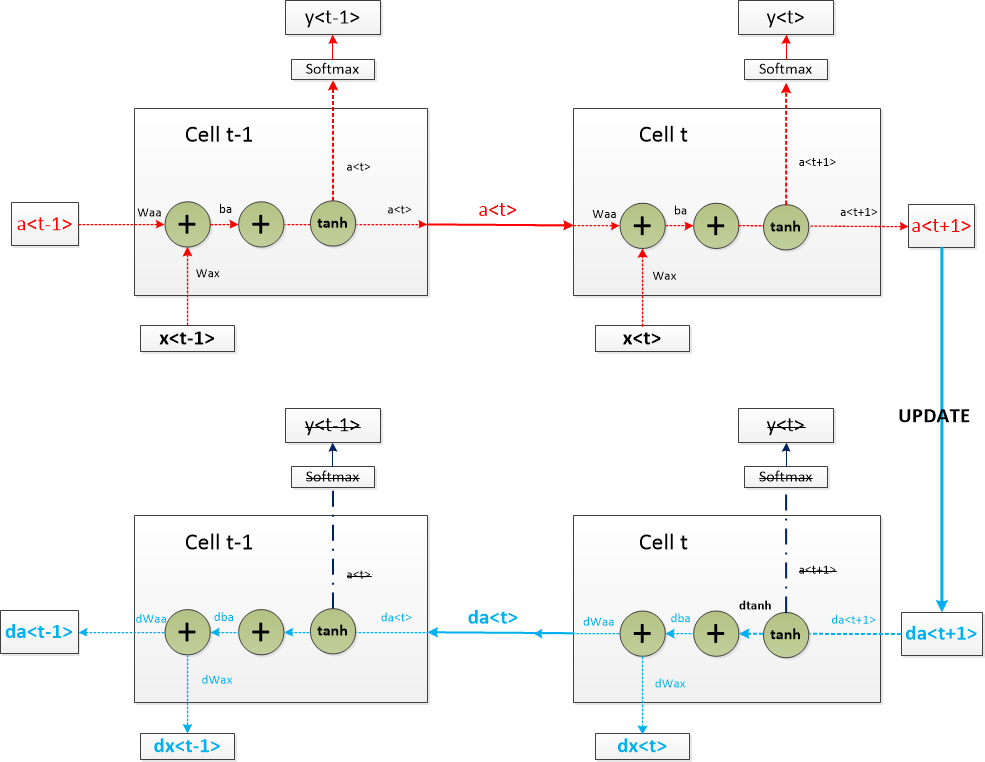 y<t-1>
y<t>
Softmax
Softmax
Cell t-1
Cell t
a<t>
a<t+1>
a<t-1>
Waa
+
ba
+
tanh
a<t>
a<t>
Waa
+
ba
+
tanh
a<t+1>
a<t+1>
Wax
Wax
x<t-1>
x<t>
UPDATE
y<t-1>
y<t>
Softmax
Softmax
Cell t-1
Cell t
a<t>
a<t+1>
dtanh
da<t-1>
dWaa
+
dba
+
tanh
da<t>
da<t>
dWaa
+
dba
+
tanh
da<t+1>
da<t+1>
dWax
dWax
dx<t-1>
dx<t>